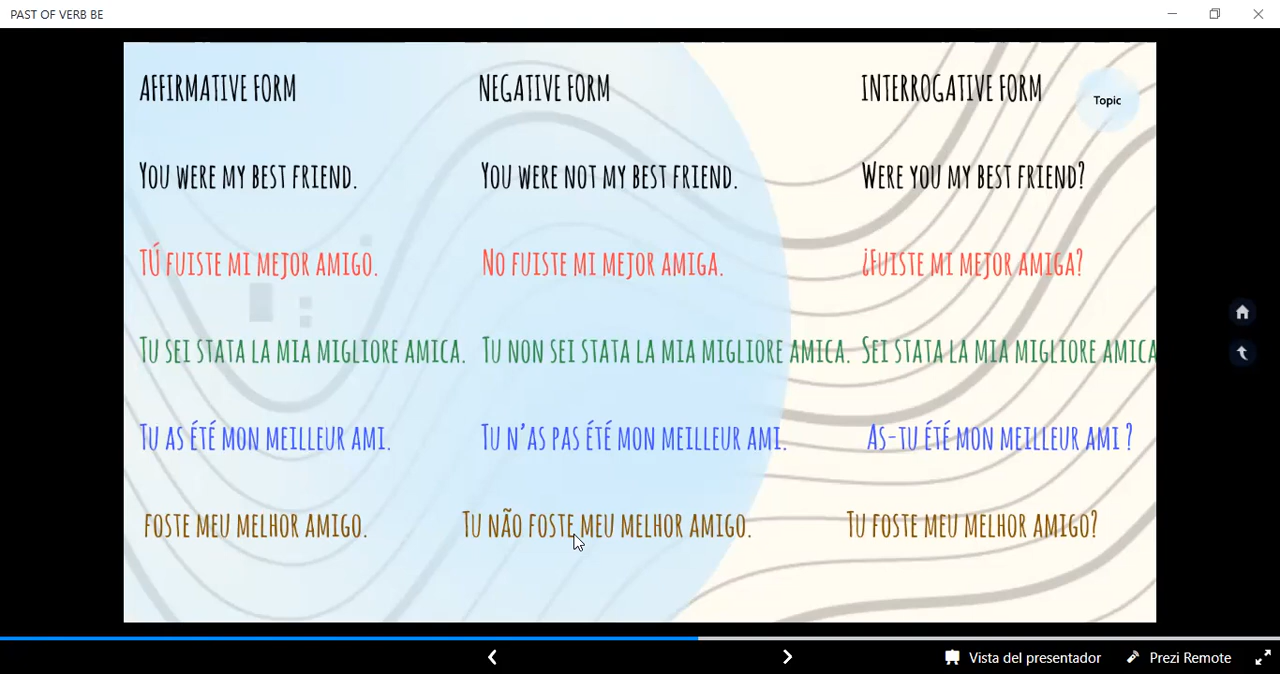 PAST OF VERB BE
AFFIRMATIVE FORM NEGATIVE FORM INTERROGATIVE FORM
Topic
YOU WERE MY BEST FRIEND. YOU WERE NOT MY BEST FRIEND. WERE YOU MY BEST FRIEND?
TÚ FUISTE MI MEJOR AMIGO. NO FUISTE MI MEJOR AMIGA. ¿FUISTE MI MEJOR AMIGA?
TU SEI STATA LA MIA MIGLIORE AMICA. TU NON SEI STATA LA MIA MIGLIORE AMICA. SEI STATA LA MIA MIGLIORE AMICA
TU AS ÉTÉ MON MEILLEUR AMI. TU N'AS PAS ÉTÉ MON MEILLEUR AMI. AS-TU ÉTÉ MON MEILLEUR AMI ?
FOSTE MEU MELHOR AMIGO. TU NÃO FOSTE MEU MELHOR AMIGO. TU FOSTE MEU MELHOR AMIGO?
Vista del presentador Prezi Remote